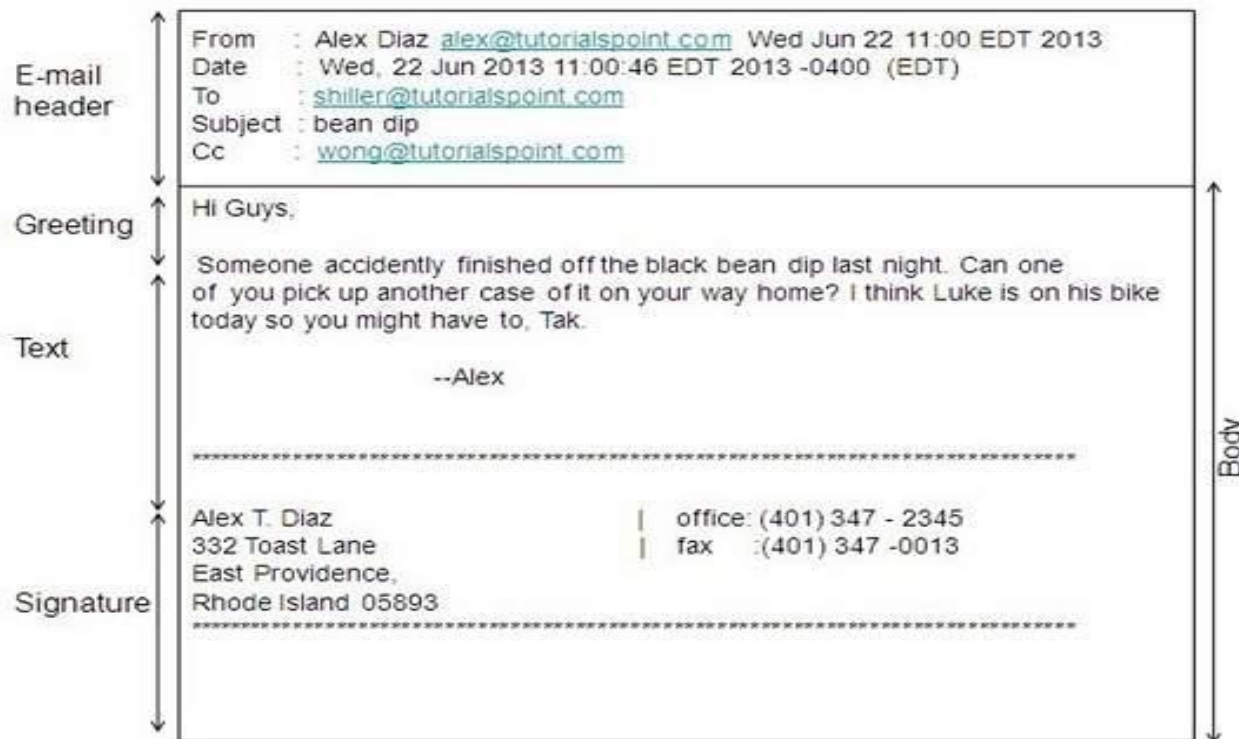 E-mail
header
From : Alex Diaz alex@tutorialspoint.com Wed Jun 22 11:00 EDT 2013
Date : Wed, 22 Jun 2013 11:00:46 EDT 2013 -0400 (EDT)
To : shiller@tutorialspoint.com
Subject : bean dip
Cc : wong@tutorialspoint.com
Greeting
Hi Guys,
Text
Someone accidently finished off the black bean dip last night. Can one
of you pick up another case of it on your way home? I think Luke is on his bike
today so you might have to, Tak.
--Alex
Body
Signature
Alex T. Diaz | office: (401) 347 - 2345
332 Toast Lane | fax :(401) 347 -0013
East Providence,
Rhode Island 05893